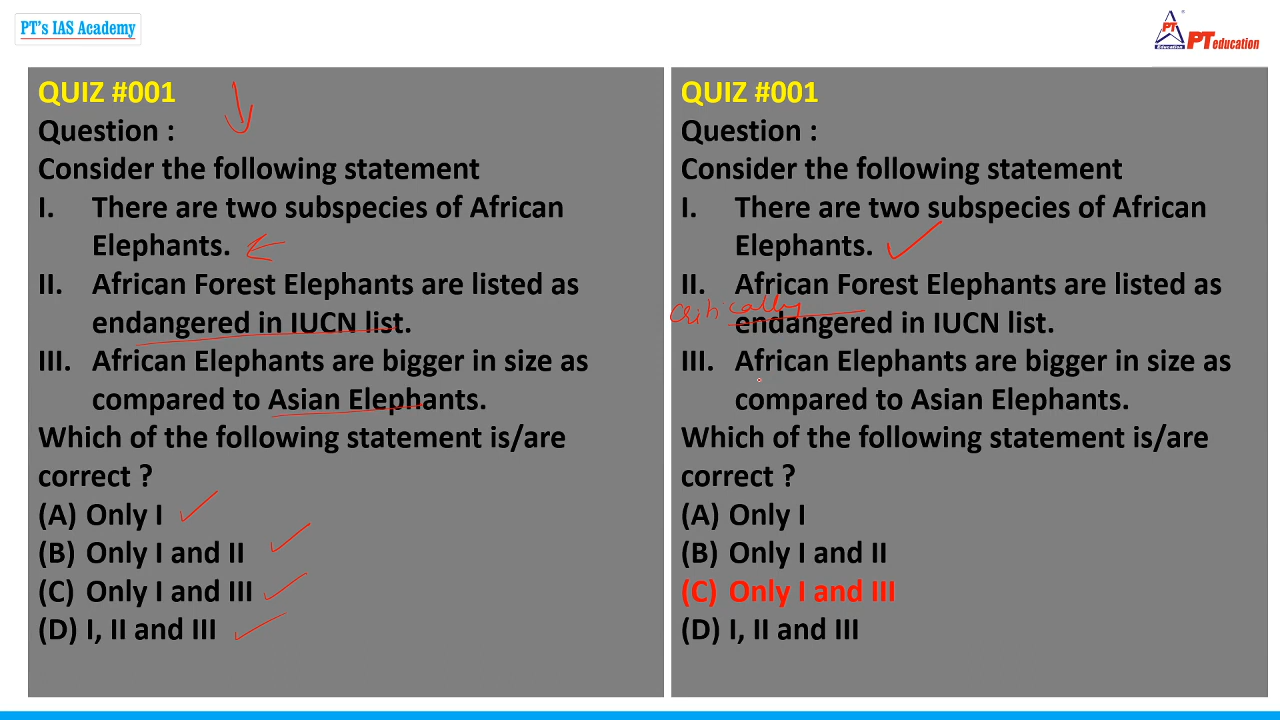 PT's IAS Academy
PT
Education
PT education
QUIZ #001
Question :
Consider the following statement
I. There are two subspecies of African
Elephants.
II. African Forest Elephants are listed as
endangered in IUCN list.
III. African Elephants are bigger in size as
compared to Asian Elephants.
Which of the following statement is/are
correct ?
(A) Only I
(B) Only I and II
(C) Only I and III
(D) I, II and III
QUIZ #001
Question :
Consider the following statement
I. There are two subspecies of African
Elephants.
II. African Forest Elephants are listed as
critically
endangered in IUCN list.
III. African Elephants are bigger in size as
compared to Asian Elephants.
Which of the following statement is/are
correct ?
(A) Only I
(B) Only I and II
(C) Only I and III
(D) I, II and III